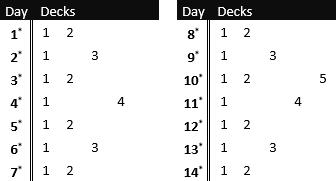 Day Decks
1* 1 2
2* 1 3
3* 1 2
4* 1 4
5* 1 2
6* 1 3
7* 1 2
Day Decks
8* 1 2
9* 1 3
10* 1 2 5
11* 1 4
12* 1 2
13* 1 3
14* 1 2